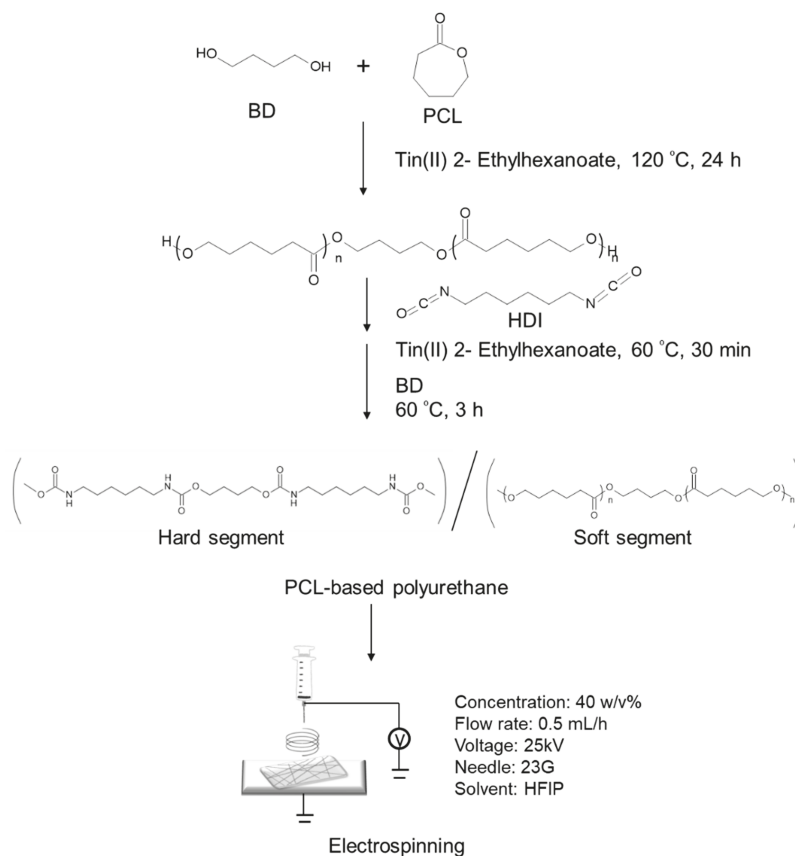 HO
OH
BD
+
O
O
PCL
Tin(II) 2- Ethylhexanoate, 120 °C, 24 h
H
(
O
O
)
n
O
O
(
O
O
)
H
n
O
C
N
N
C
O
HDI
Tin(II) 2- Ethylhexanoate, 60 °C, 30 min
BD
60 °C, 3 h
O
O
N
H
H
N
O
O
O
O
N
H
H
N
O
O
Hard segment
/
O
O
n
O
O
O
O
n
Soft segment
PCL-based polyurethane
V
Concentration: 40 w/v%
Flow rate: 0.5 mL/h
Voltage: 25kV
Needle: 23G
Solvent: HFIP
Electrospinning